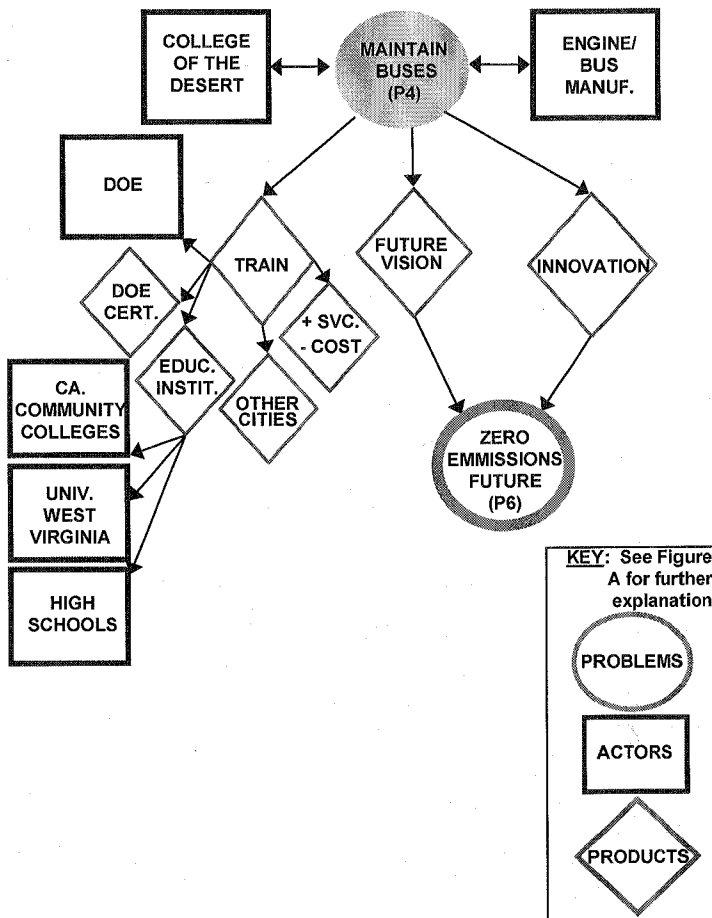 COLLEGE
OF THE
DESERT
MAINTAIN
BUSES
(P4)
ENGINE/
BUS
MANUF.
DOE
TRAIN
FUTURE
VISION
INNOVATION
DOE
CERT.
+ SVC.
- COST
EDUC.
INSTIT.
OTHER
CITIES
CA.
COMMUNITY
COLLEGES
UNIV.
WEST
VIRGINIA
HIGH
SCHOOLS
ZERO
EMMISSIONS
FUTURE
(P6)
KEY: See Figure
A for further
explanation
PROBLEMS
ACTORS
PRODUCTS